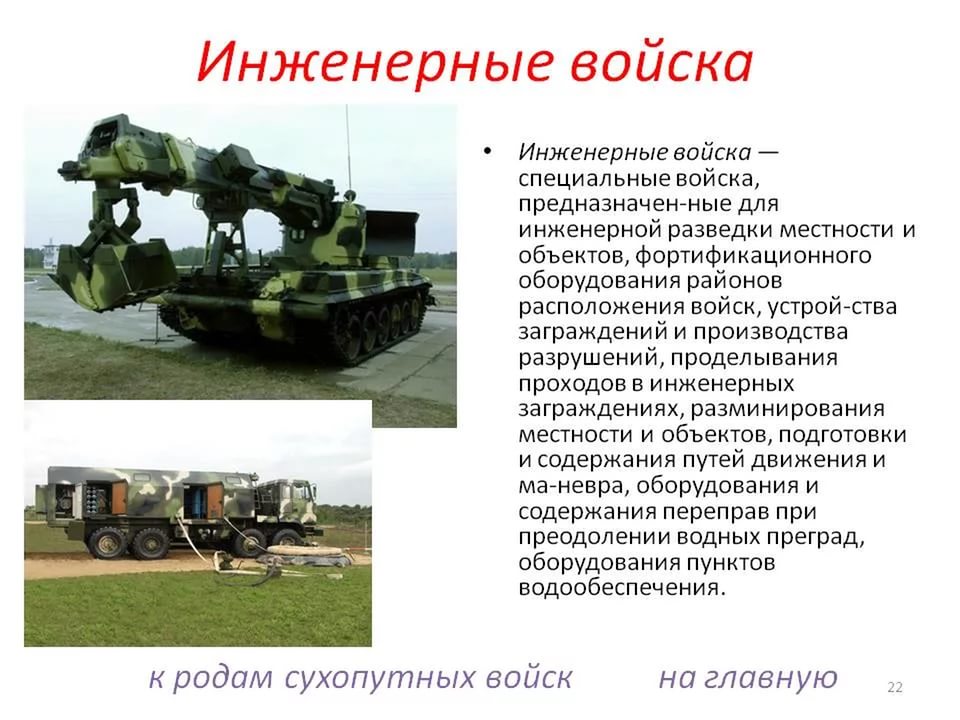 Инженерные войска
• Инженерные войска —
специальные войска,
предназначен-ные для
инженерной разведки местности и
объектов, фортификационного
оборудования районов
расположения войск, устрой-ства
заграждений и производства
разрушений, проделывания
проходов в инженерных
заграждениях, разминирования
местности и объектов, подготовки
и содержания путей движения и
ма-невра, оборудования и
содержания переправ при
преодолении водных преград,
оборудования пунктов
водообеспечения.
к родам сухопутных войск на главную
22